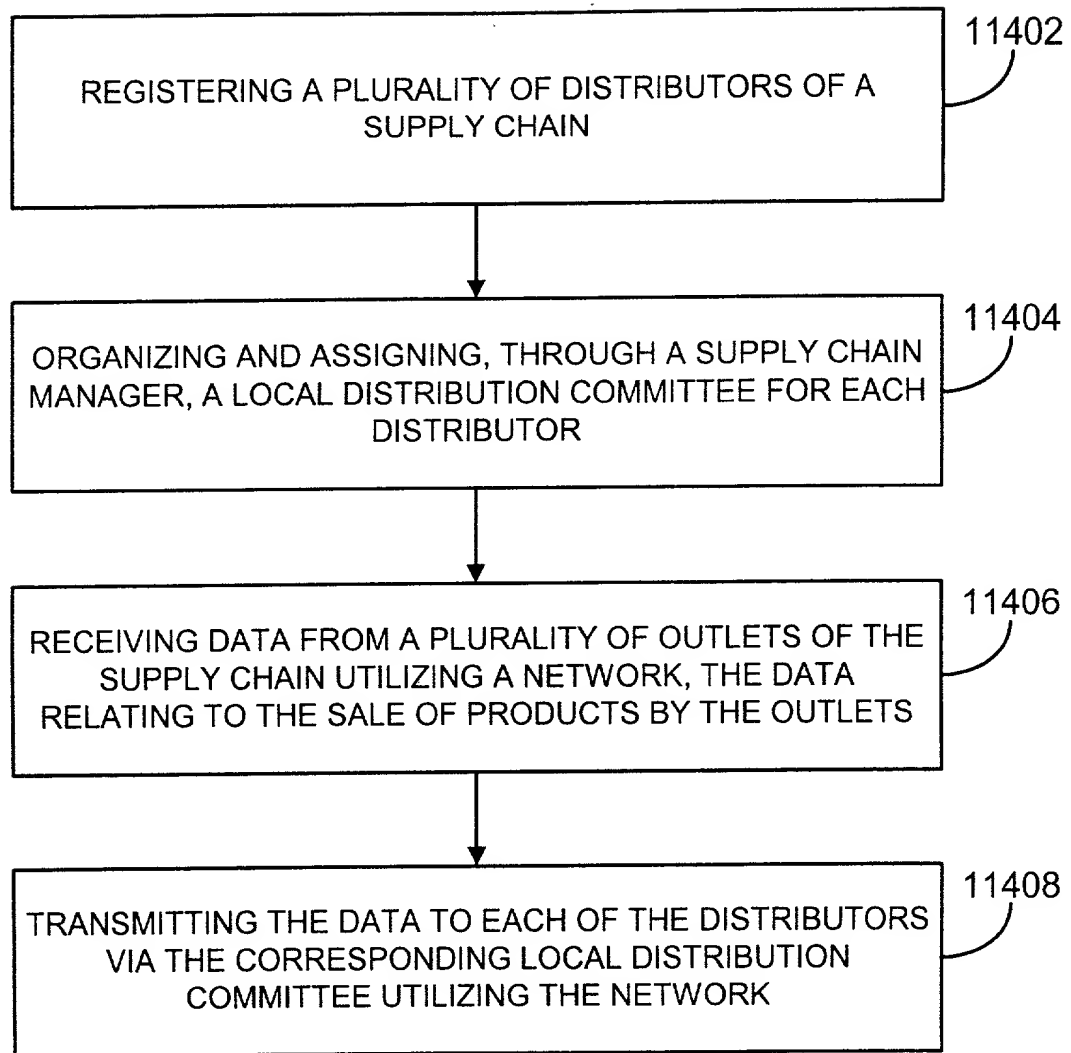 11402
REGISTERING A PLURALITY OF DISTRIBUTORS OF A
SUPPLY CHAIN
11404
ORGANIZING AND ASSIGNING, THROUGH A SUPPLY CHAIN
MANAGER, A LOCAL DISTRIBUTION COMMITTEE FOR EACH
DISTRIBUTOR
11406
RECEIVING DATA FROM A PLURALITY OF OUTLETS OF THE
SUPPLY CHAIN UTILIZING A NETWORK, THE DATA
RELATING TO THE SALE OF PRODUCTS BY THE OUTLETS
11408
TRANSMITTING THE DATA TO EACH OF THE DISTRIBUTORS
VIA THE CORRESPONDING LOCAL DISTRIBUTION
COMMITTEE UTILIZING THE NETWORK